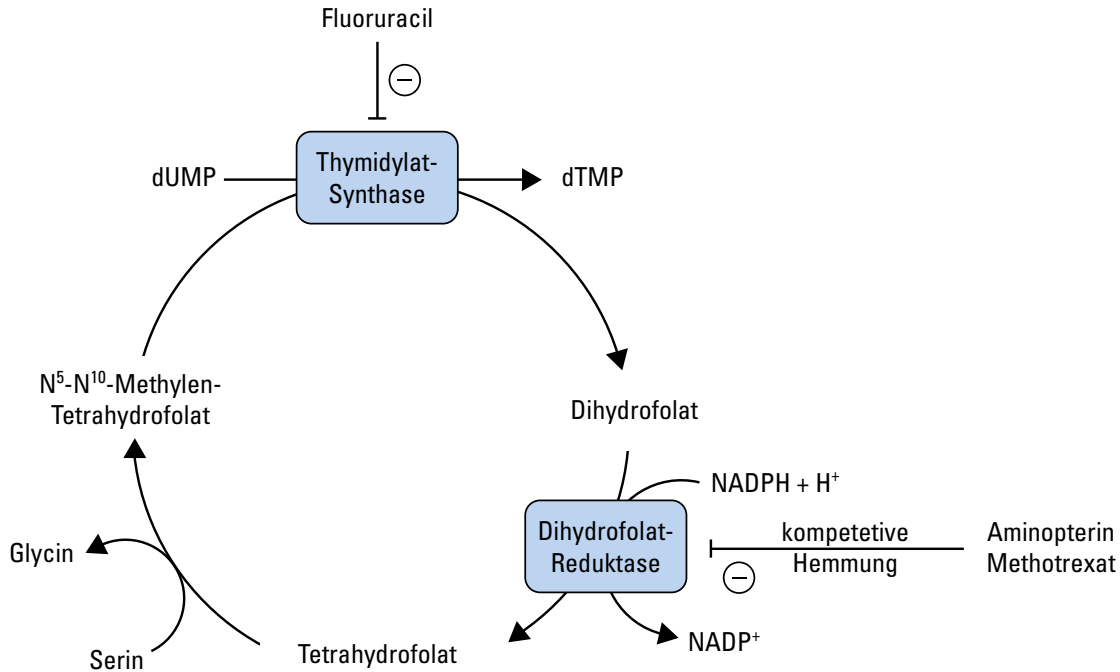 Fluoruracil
−
dUMP
Thymidylat-
Synthase
dTMP
N⁵-N¹⁰-Methylen-
Tetrahydrofolat
Dihydrofolat
NADPH + H⁺
Dihydrofolat-
Reduktase
kompetetive
Hemmung
−
Aminopterin
Methotrexat
NADP⁺
Tetrahydrofolat
Glycin
Serin